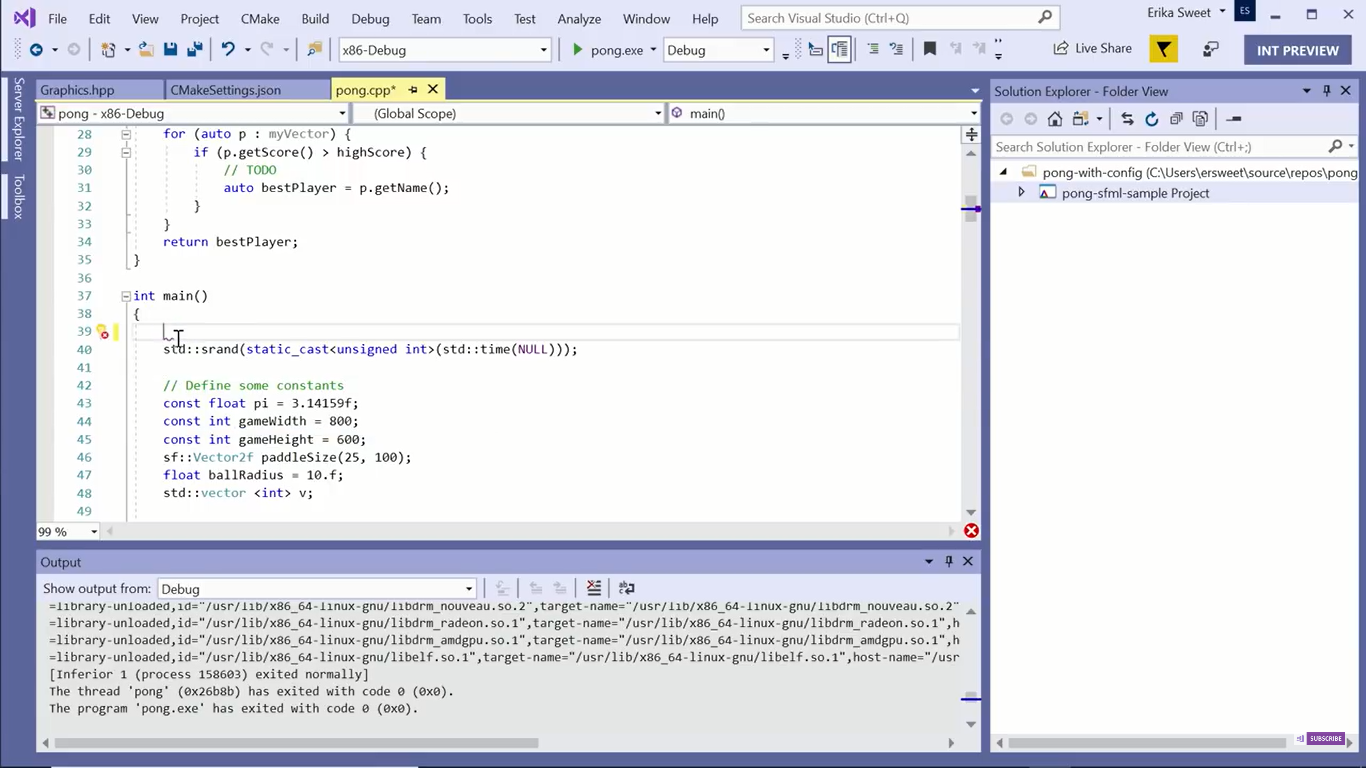 File Edit View Project CMake Build Debug Team Tools Test Analyze Window Help Search Visual Studio (Ctrl+Q) Erika Sweet ES
x86-Debug pong.exe Debug Live Share INT PREVIEW
Server Explorer
Toolbox
Graphics.hpp CMakeSettings.json pong.cpp*
pong - x86-Debug (Global Scope) main()
28 for (auto p : myVector) {
29 if (p.getScore() > highScore) {
30 // TODO
31 auto bestPlayer = p.getName();
32 }
33 }
34 return bestPlayer;
35 }
36
37 int main()
38 {
39
40 std::srand(static_cast<unsigned int>(std::time(NULL)));
41
42 // Define some constants
43 const float pi = 3.14159f;
44 const int gameWidth = 800;
45 const int gameHeight = 600;
46 sf::Vector2f paddleSize(25, 100);
47 float ballRadius = 10.f;
48 std::vector <int> v;
49
99 %
Output
Show output from: Debug
=library-unloaded,id="/usr/lib/x86_64-linux-gnu/libdrm_nouveau.so.2",target-name="/usr/lib/x86_64-linux-gnu/libdrm_nouveau.so.2"
=library-unloaded,id="/usr/lib/x86_64-linux-gnu/libdrm_radeon.so.1",target-name="/usr/lib/x86_64-linux-gnu/libdrm_radeon.so.1",h
=library-unloaded,id="/usr/lib/x86_64-linux-gnu/libdrm_amdgpu.so.1",target-name="/usr/lib/x86_64-linux-gnu/libdrm_amdgpu.so.1",h
=library-unloaded,id="/usr/lib/x86_64-linux-gnu/libelf.so.1",target-name="/usr/lib/x86_64-linux-gnu/libelf.so.1",host-name="/usr
[Inferior 1 (process 158603) exited normally]
The thread 'pong' (0x26b8b) has exited with code 0 (0x0).
The program 'pong.exe' has exited with code 0 (0x0).
Solution Explorer - Folder View
Search Solution Explorer - Folder View (Ctrl+;)
pong-with-config (C:\Users\ersweet\source\repos\pong
pong-sfml-sample Project
SUBSCRIBE